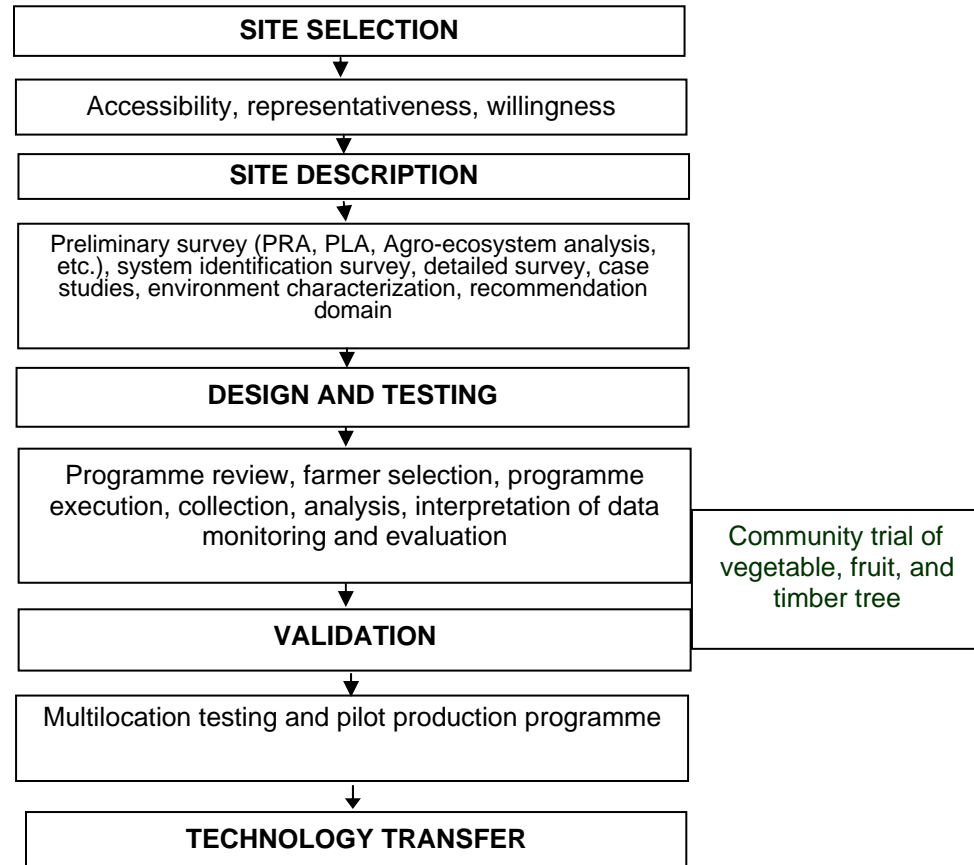 SITE SELECTION
Accessibility, representativeness, willingness
SITE DESCRIPTION
Preliminary survey (PRA, PLA, Agro-ecosystem analysis,
etc.), system identification survey, detailed survey, case
studies, environment characterization, recommendation
domain
DESIGN AND TESTING
Programme review, farmer selection, programme
execution, collection, analysis, interpretation of data
monitoring and evaluation
Community trial of
vegetable, fruit, and
timber tree
VALIDATION
Multilocation testing and pilot production programme
TECHNOLOGY TRANSFER